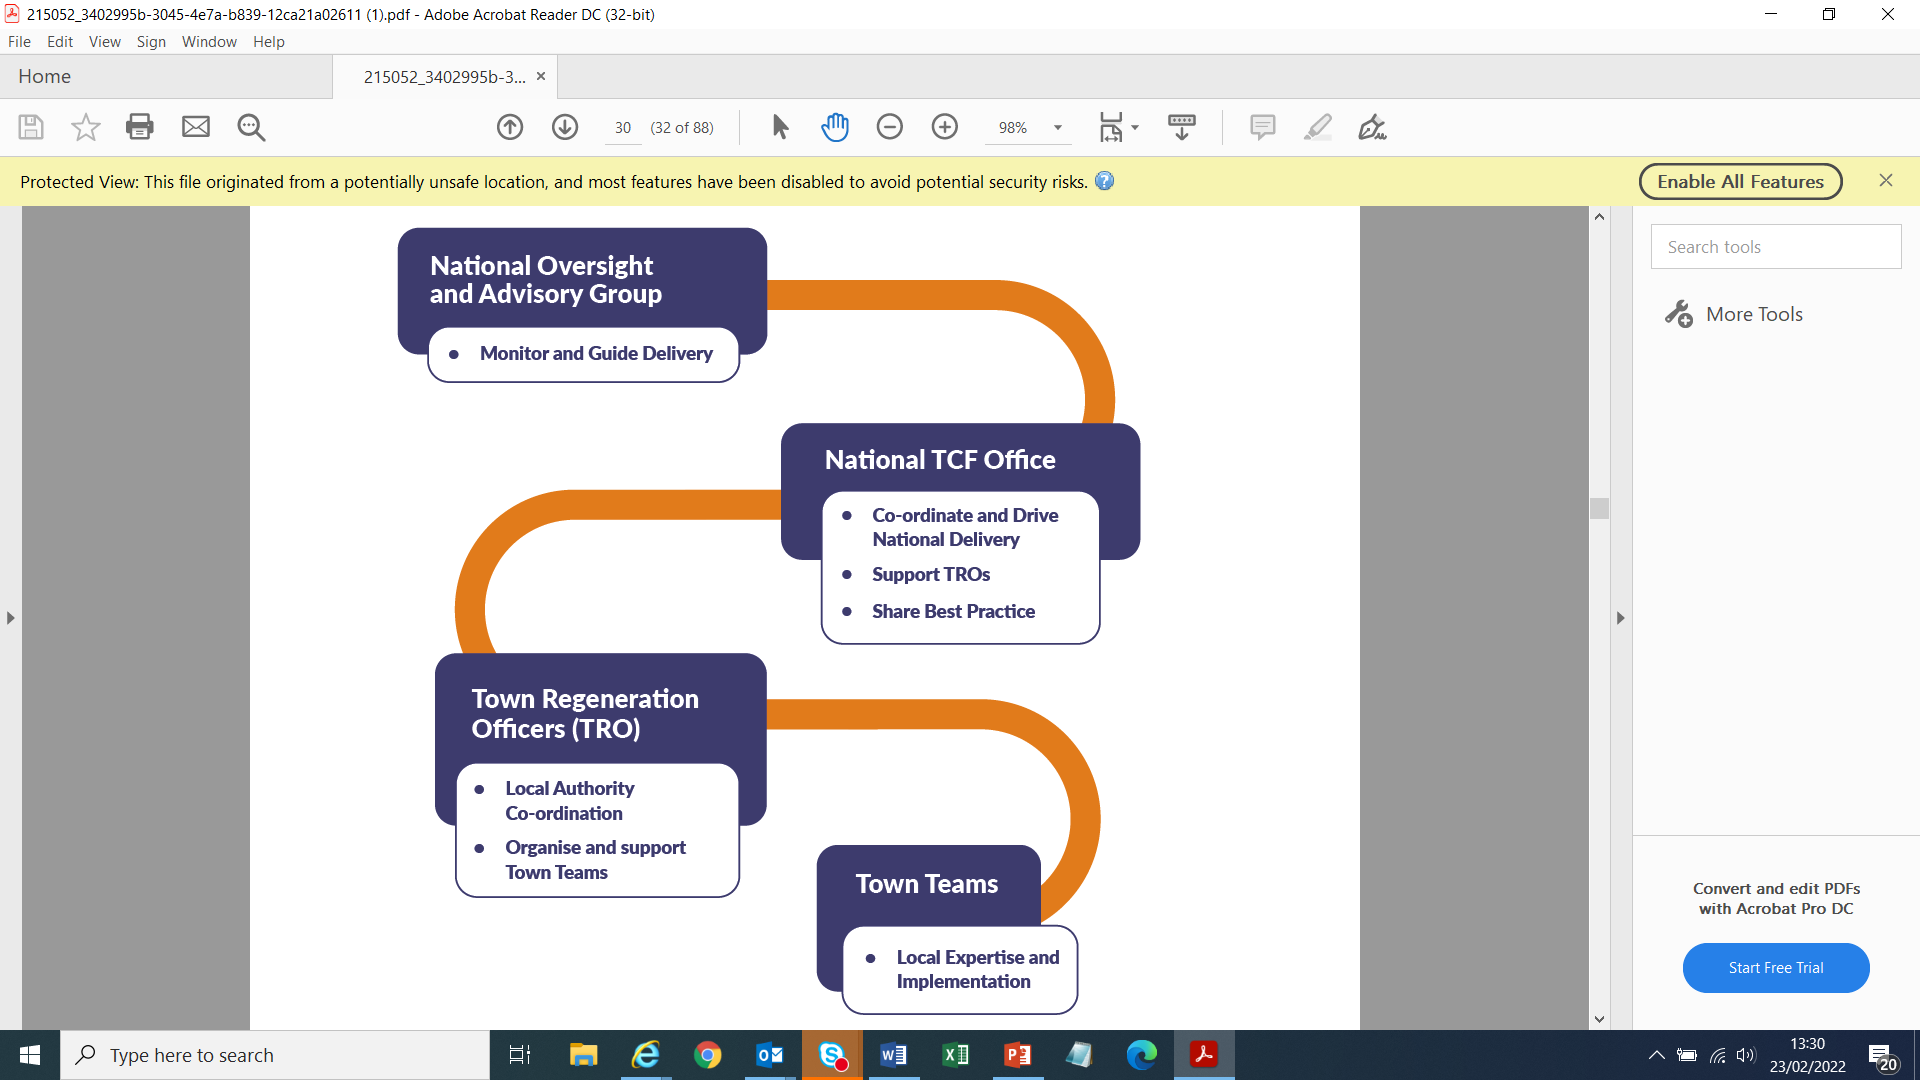 215052_3402995b-3045-4e7a-b839-12ca21a02611 (1).pdf - Adobe Acrobat Reader DC (32-bit)
File Edit View Sign Window Help
Home
215052_3402995b-3... ×
30 (32 of 88)
98%
Protected View: This file originated from a potentially unsafe location, and most features have been disabled to avoid potential security risks.
Enable All Features
Search tools
More Tools
National Oversight
and Advisory Group
• Monitor and Guide Delivery
National TCF Office
• Co-ordinate and Drive
National Delivery
• Support TROs
• Share Best Practice
Town Regeneration
Officers (TRO)
• Local Authority
Co-ordination
• Organise and support
Town Teams
Town Teams
• Local Expertise and
Implementation
Convert and edit PDFs
with Acrobat Pro DC
Start Free Trial
Type here to search
13:30
23/02/2022
20